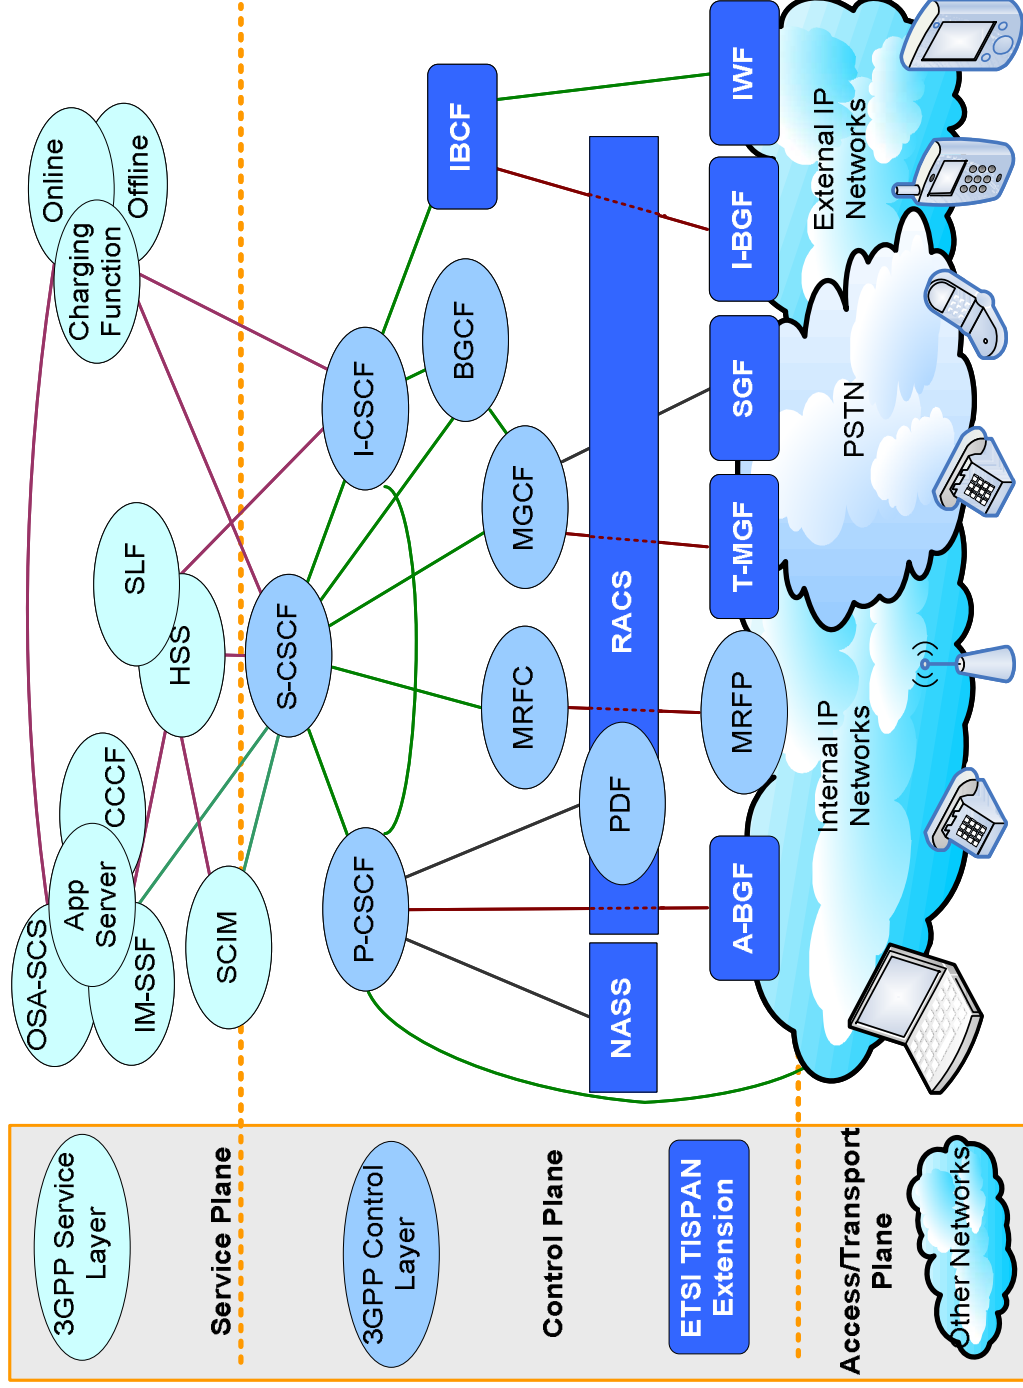 3GPP Service
Layer
Service Plane
3GPP Control
Layer
Control Plane
ETSI TISPAN
Extension
Access/Transport
Plane
Other Networks
OSA-SCS
App
Server
CCCF
IM-SSF
SCIM
SLF
HSS
Online
Charging
Function
Offline
S-CSCF
P-CSCF
I-CSCF
IBCF
BGCF
MRFC
MGCF
NASS
PDF
RACS
A-BGF
MRFP
T-MGF
SGF
I-BGF
IWF
Internal IP
Networks
PSTN
External IP
Networks